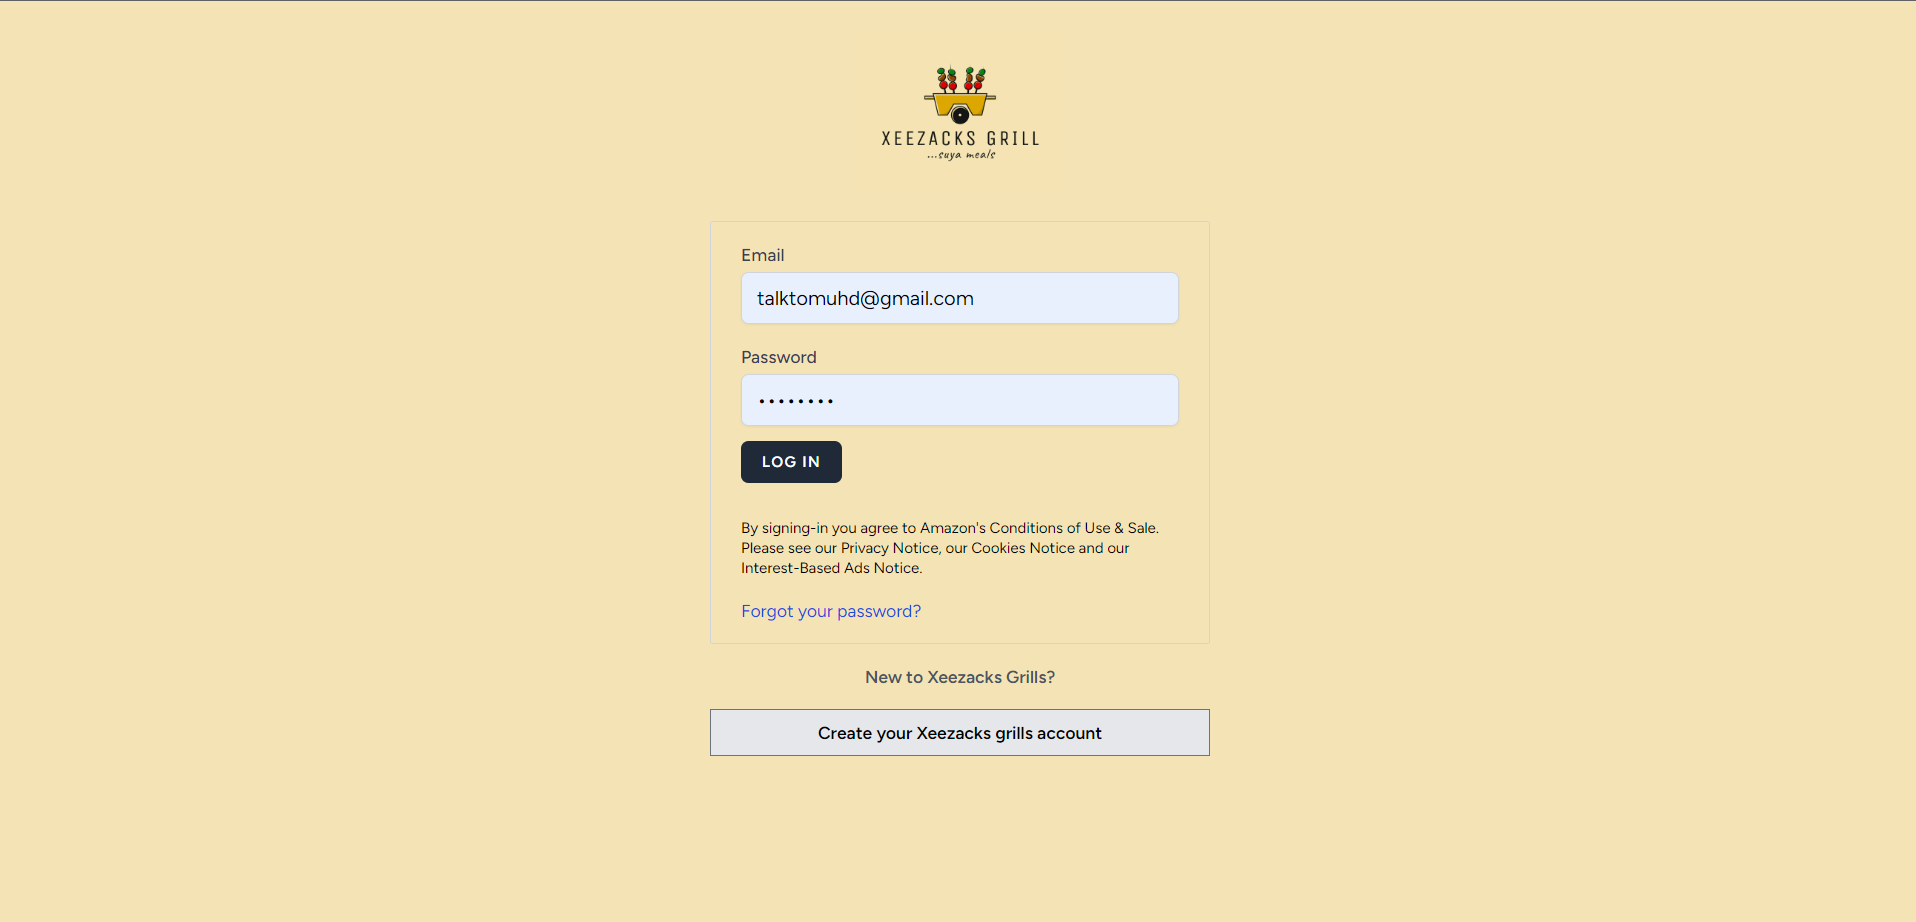 XEEZACKS GRILL
...suya meals
Email
talktomuhd@gmail.com
Password
••••••••
LOG IN
By signing-in you agree to Amazon's Conditions of Use & Sale.
Please see our Privacy Notice, our Cookies Notice and our
Interest-Based Ads Notice.
Forgot your password?
New to Xeezacks Grills?
Create your Xeezacks grills account